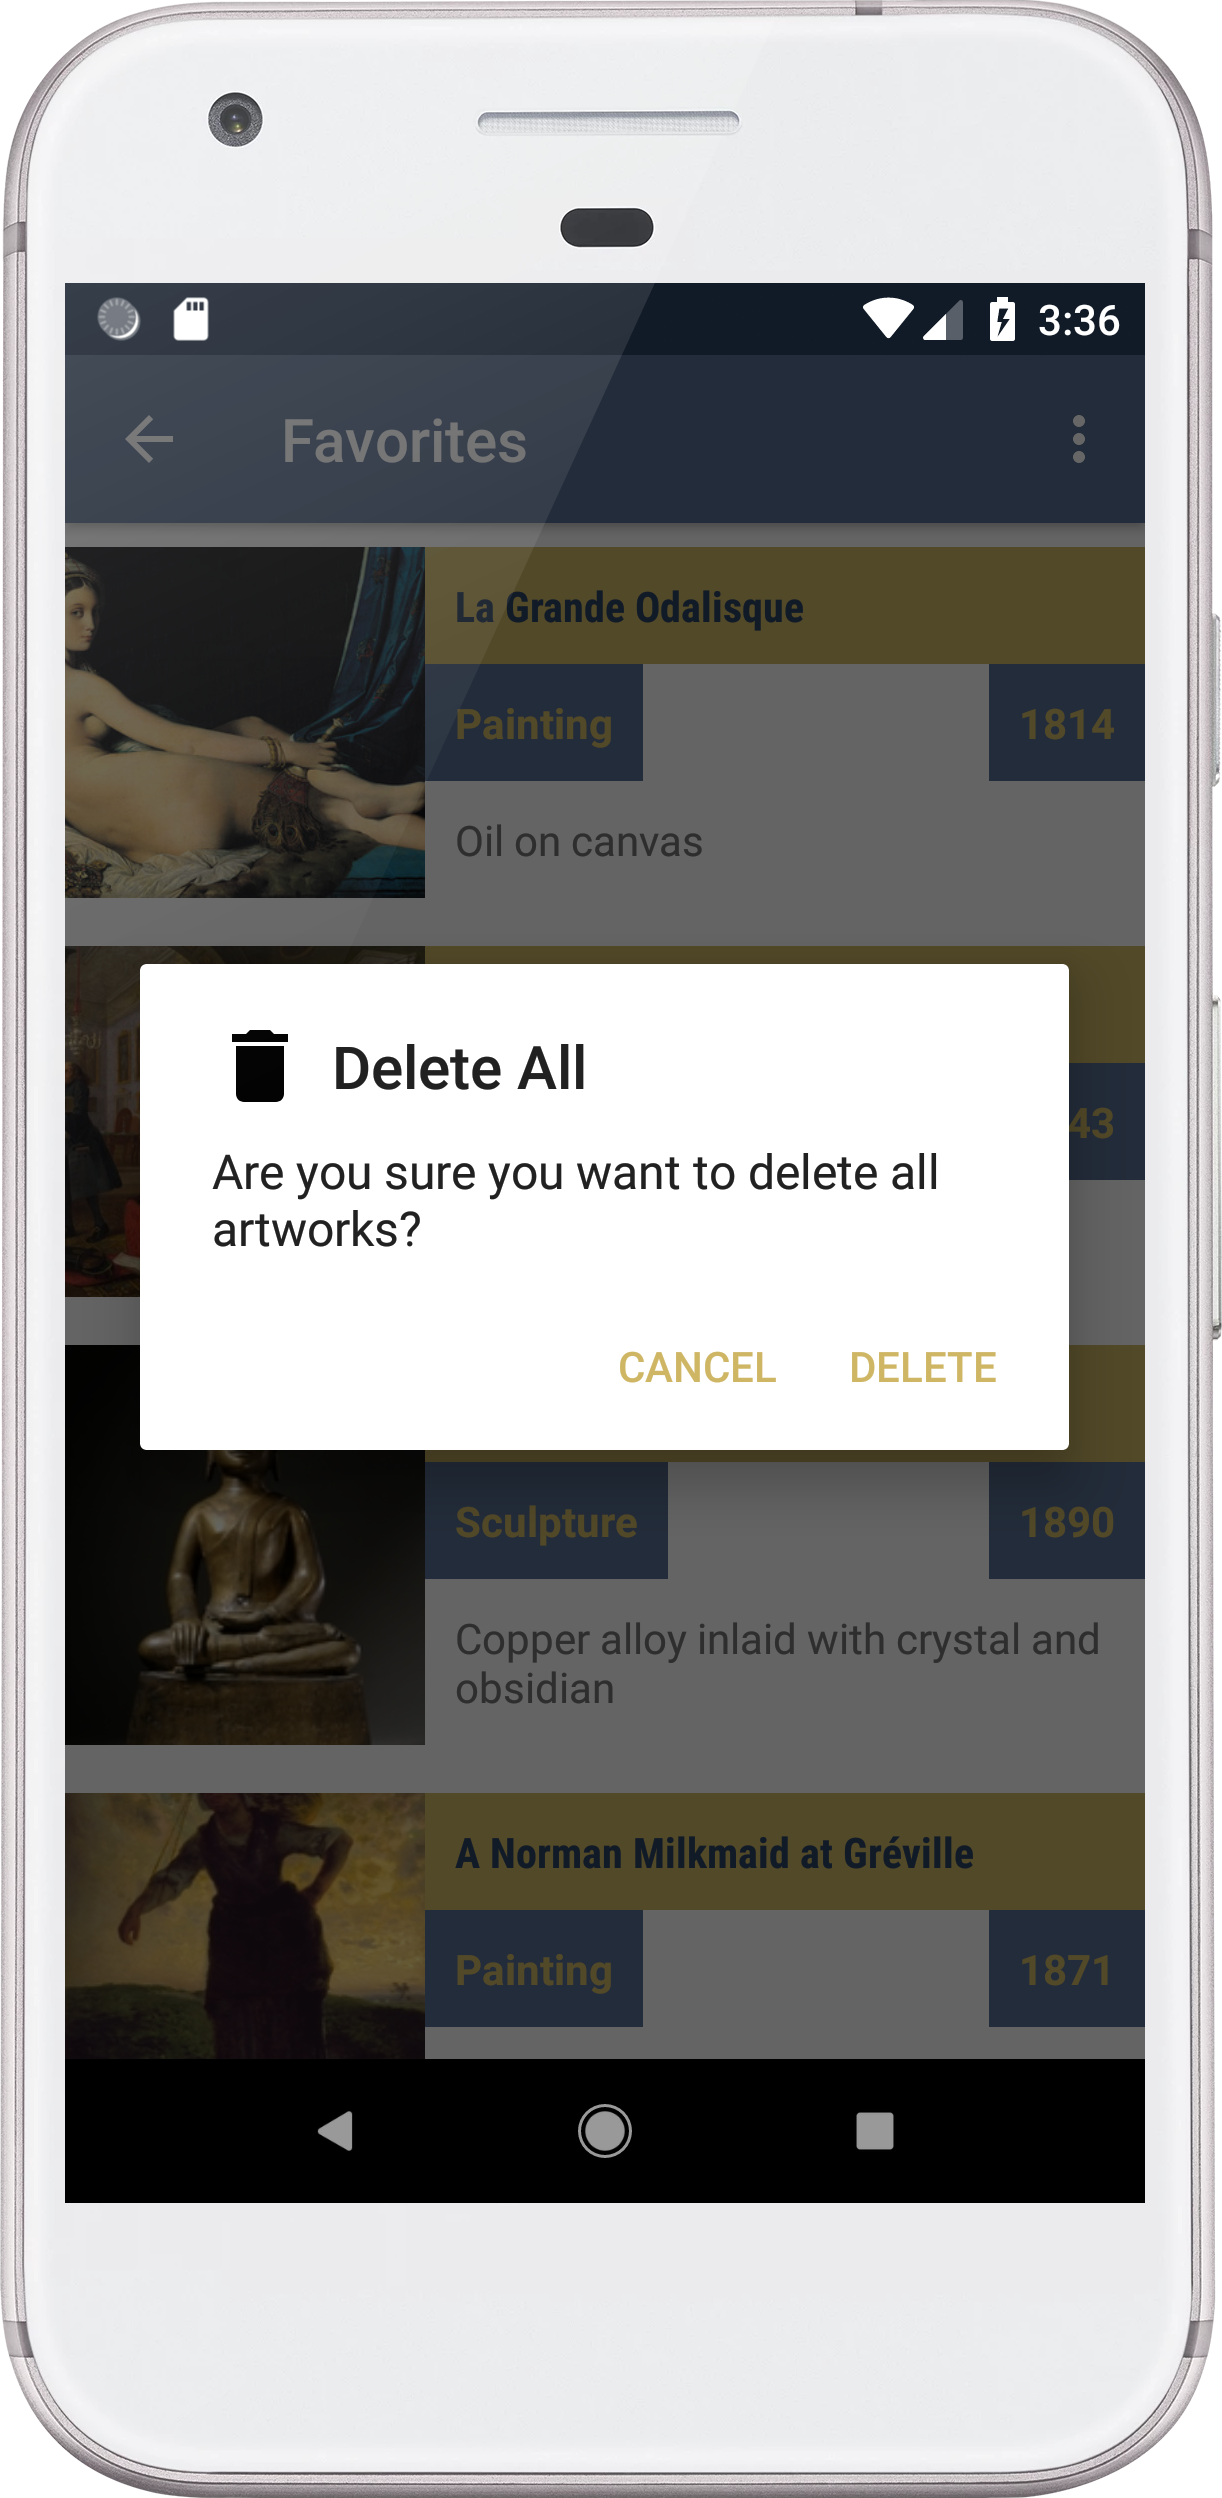 3:36
Favorites
La Grande Odalisque
Painting 1814
Oil on canvas
43
Delete All
Are you sure you want to delete all
artworks?
CANCEL DELETE
Sculpture 1890
Copper alloy inlaid with crystal and
obsidian
A Norman Milkmaid at Gréville
Painting 1871